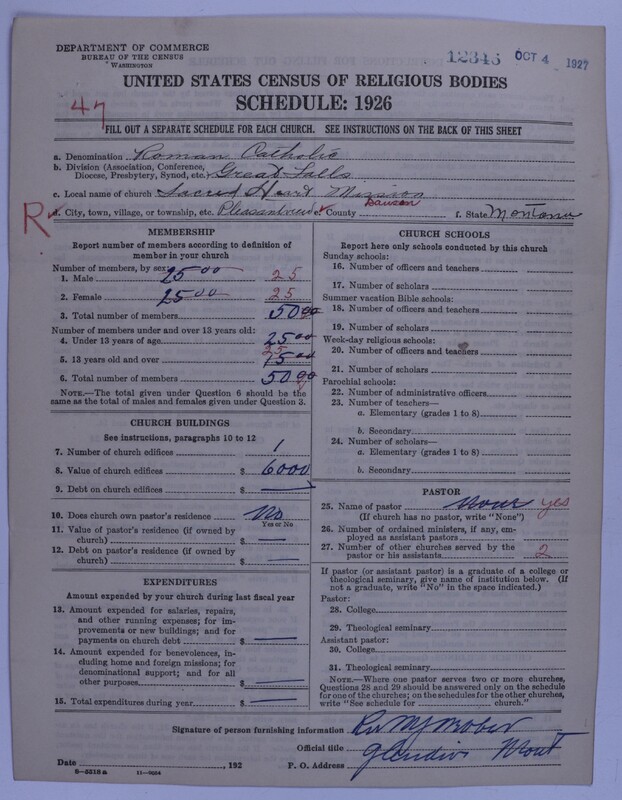 DEPARTMENT OF COMMERCE
BUREAU OF THE CENSUS
WASHINGTON
12345 OCT 4 1927
UNITED STATES CENSUS OF RELIGIOUS BODIES
SCHEDULE: 1926
47
FILL OUT A SEPARATE SCHEDULE FOR EACH CHURCH. SEE INSTRUCTIONS ON THE BACK OF THIS SHEET
a. Denomination Roman Catholic
b. Division (Association, Conference, Diocese, Presbytery, Synod, etc.) Great Falls
c. Local name of church Sacred Heart Mission
R d. City, town, village, or township, etc. Pleasantview e. County Dawson f. State Montana
MEMBERSHIP
Report number of members according to definition of
member in your church
Number of members, by sex:
1. Male 25 00 25
2. Female 25 00 25
3. Total number of members 50 00
Number of members under and over 13 years old:
4. Under 13 years of age 25 00
5. 13 years old and over 25 00 25
6. Total number of members 50 00
NOTE.—The total given under Question 6 should be
the same as the total of males and females given under Question 3.
CHURCH BUILDINGS
See instructions, paragraphs 10 to 12
7. Number of church edifices 1
8. Value of church edifices $ 6000
9. Debt on church edifices $ —
10. Does church own pastor's residence No
Yes or No
11. Value of pastor's residence (if owned by
church) $ —
12. Debt on pastor's residence (if owned by
church) $ —
EXPENDITURES
Amount expended by your church during last fiscal year
13. Amount expended for salaries, repairs,
and other running expenses; for im-
provements or new buildings; and for
payments on church debt $ —
14. Amount expended for benevolences, in-
cluding home and foreign missions; for
denominational support; and for all
other purposes $ —
15. Total expenditures during year $ —
CHURCH SCHOOLS
Report here only schools conducted by this church
Sunday schools:
16. Number of officers and teachers
17. Number of scholars
Summer vacation Bible schools:
18. Number of officers and teachers
19. Number of scholars
Week-day religious schools:
20. Number of officers and teachers
21. Number of scholars
Parochial schools:
22. Number of administrative officers
23. Number of teachers—
a. Elementary (grades 1 to 8)
b. Secondary
24. Number of scholars—
a. Elementary (grades 1 to 8)
b. Secondary
PASTOR
25. Name of pastor None yes
(If church has no pastor, write "None")
26. Number of ordained ministers, if any, em-
ployed as assistant pastors
27. Number of other churches served by the
pastor or his assistants 2
If pastor (or assistant pastor) is a graduate of a college or
theological seminary, give name of institution below. (If
not a graduate, write "No" in the space indicated.)
Pastor:
28. College
29. Theological seminary
Assistant pastor:
30. College
31. Theological seminary
NOTE.—Where one pastor serves two or more churches,
Questions 28 and 29 should be answered only on the schedule
for one of the churches; on the schedules for the other churches,
write "See schedule for church."
Signature of person furnishing information Rev M J
Official title
Date , 192 P. O. Address Glendive Mont
8-5318a 11-9024